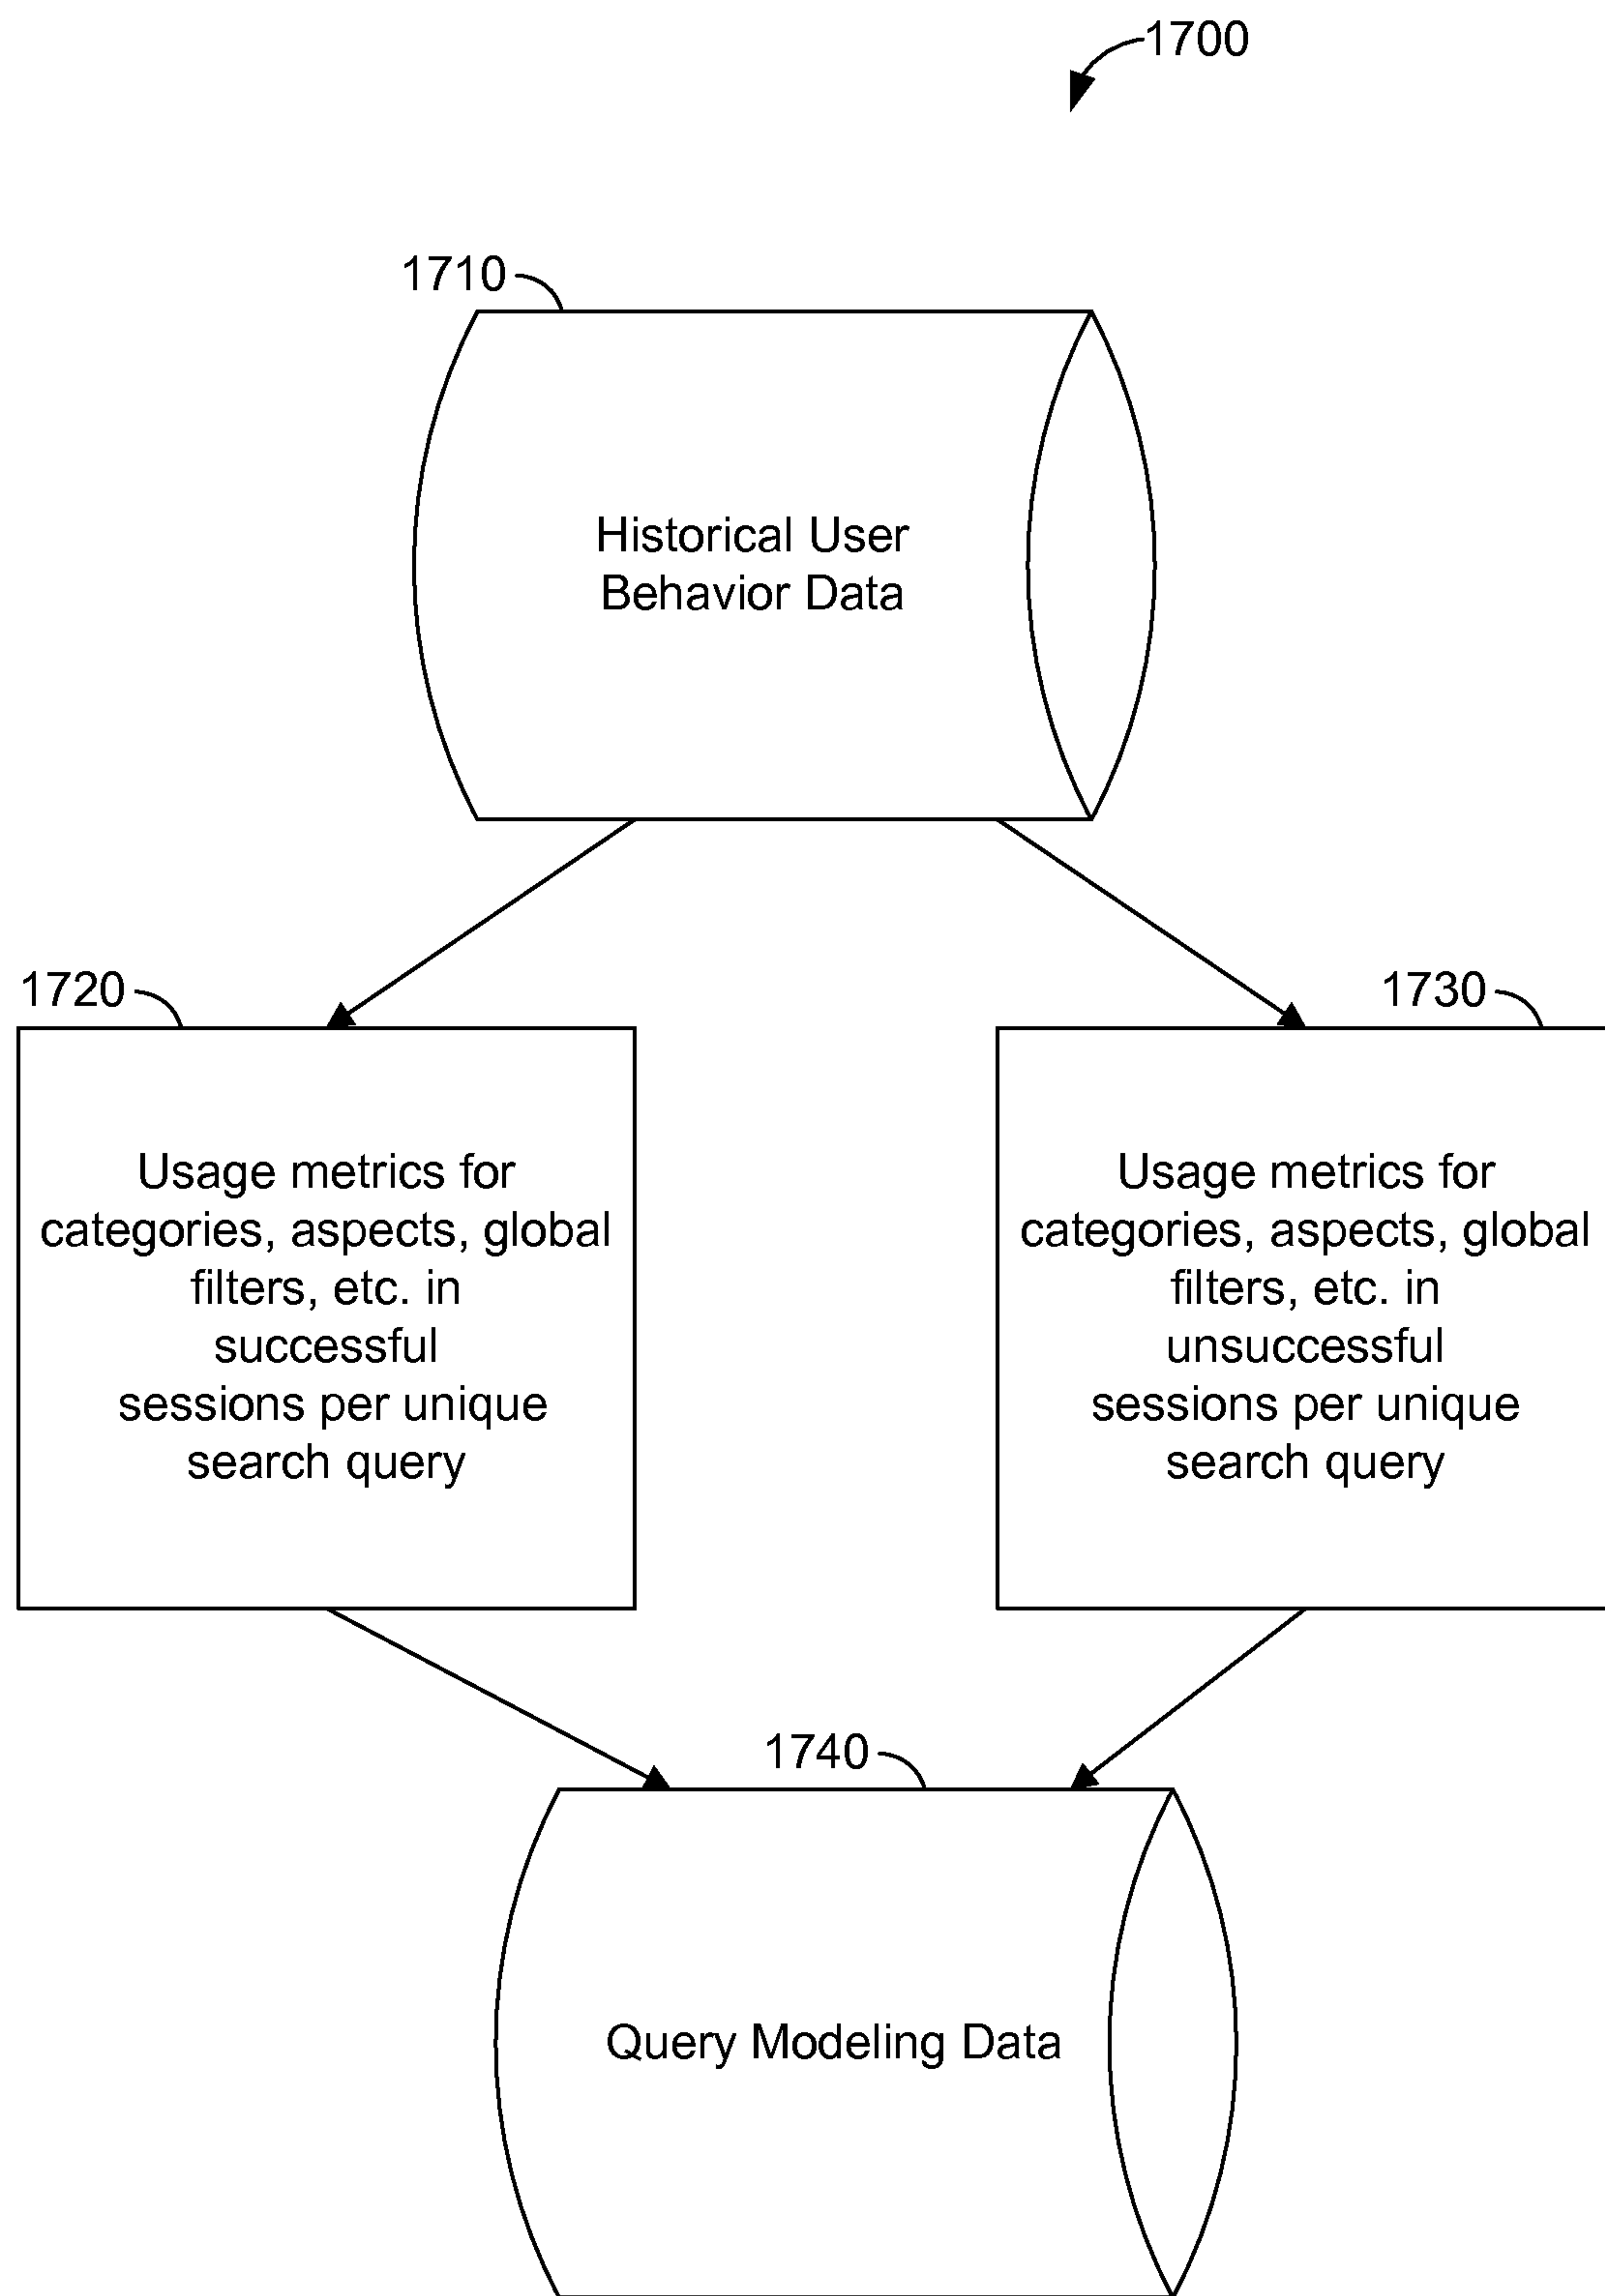 1700
1710
Historical User
Behavior Data
1720
Usage metrics for
categories, aspects, global
filters, etc. in
successful
sessions per unique
search query
1730
Usage metrics for
categories, aspects, global
filters, etc. in
unsuccessful
sessions per unique
search query
1740
Query Modeling Data